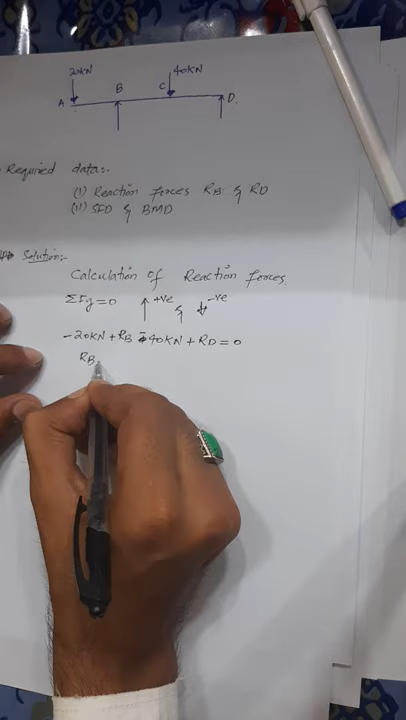 20KN
40KN
A B C D.
Required data:-
(i) Reaction forces RB & RD
(ii) SFD & BMD
Solution:-
Calculation of Reaction forces.
ΣFy=0 ↑+ve & ↓-ve
-20KN+RB-40KN+RD=0
RB